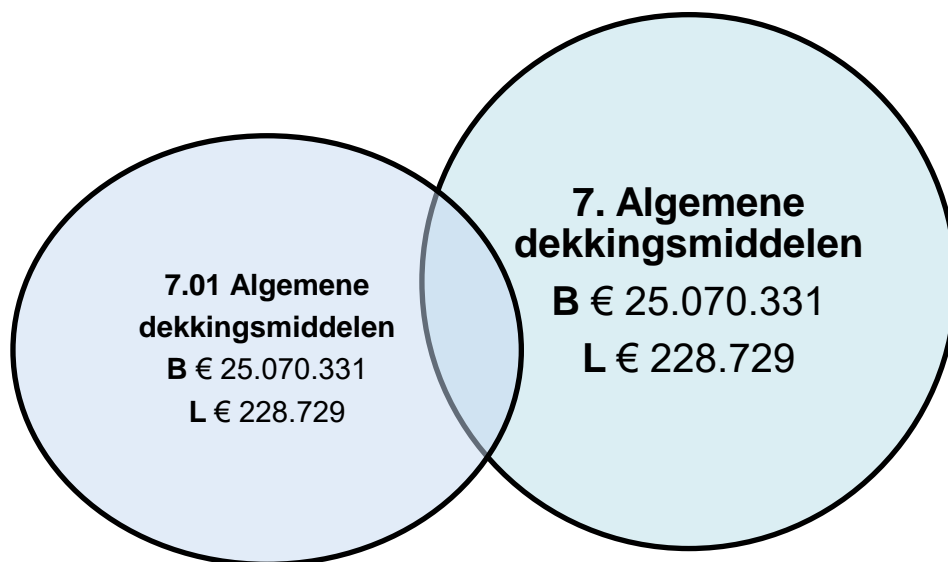 7.01 Algemene
dekkingsmiddelen
B € 25.070.331
L € 228.729
7. Algemene
dekkingsmiddelen
B € 25.070.331
L € 228.729